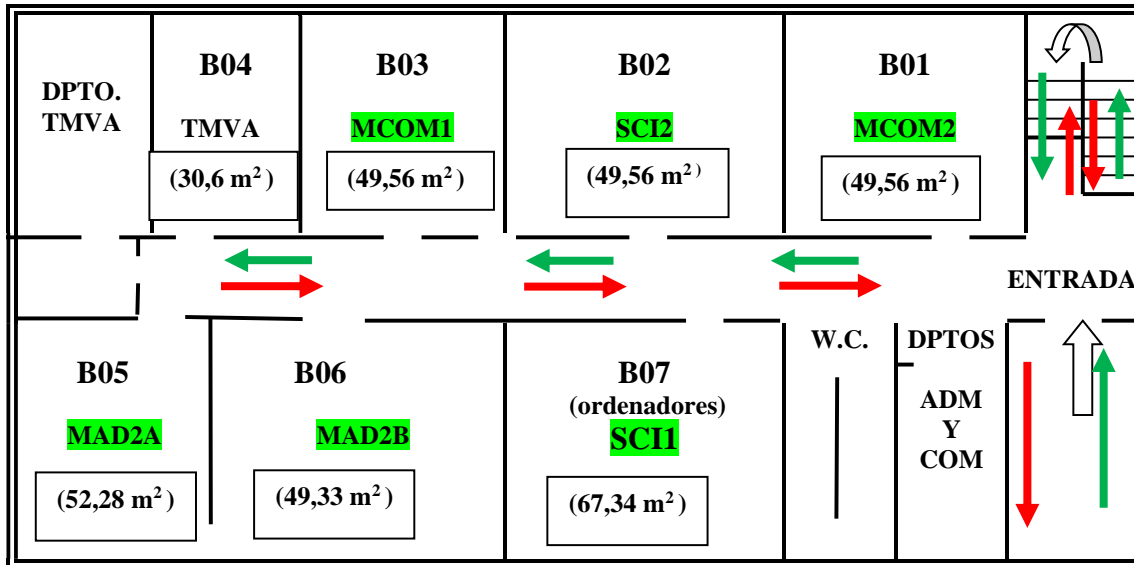 DPTO.
TMVA
B04
TMVA
(30,6 m²)
B03
MCOM1
(49,56 m²)
B02
SCI2
(49,56 m²)
B01
MCOM2
(49,56 m²)
ENTRADA
B05
MAD2A
(52,28 m²)
B06
MAD2B
(49,33 m²)
B07
(ordenadores)
SCI1
(67,34 m²)
W.C.
DPTOS
ADM
Y
COM